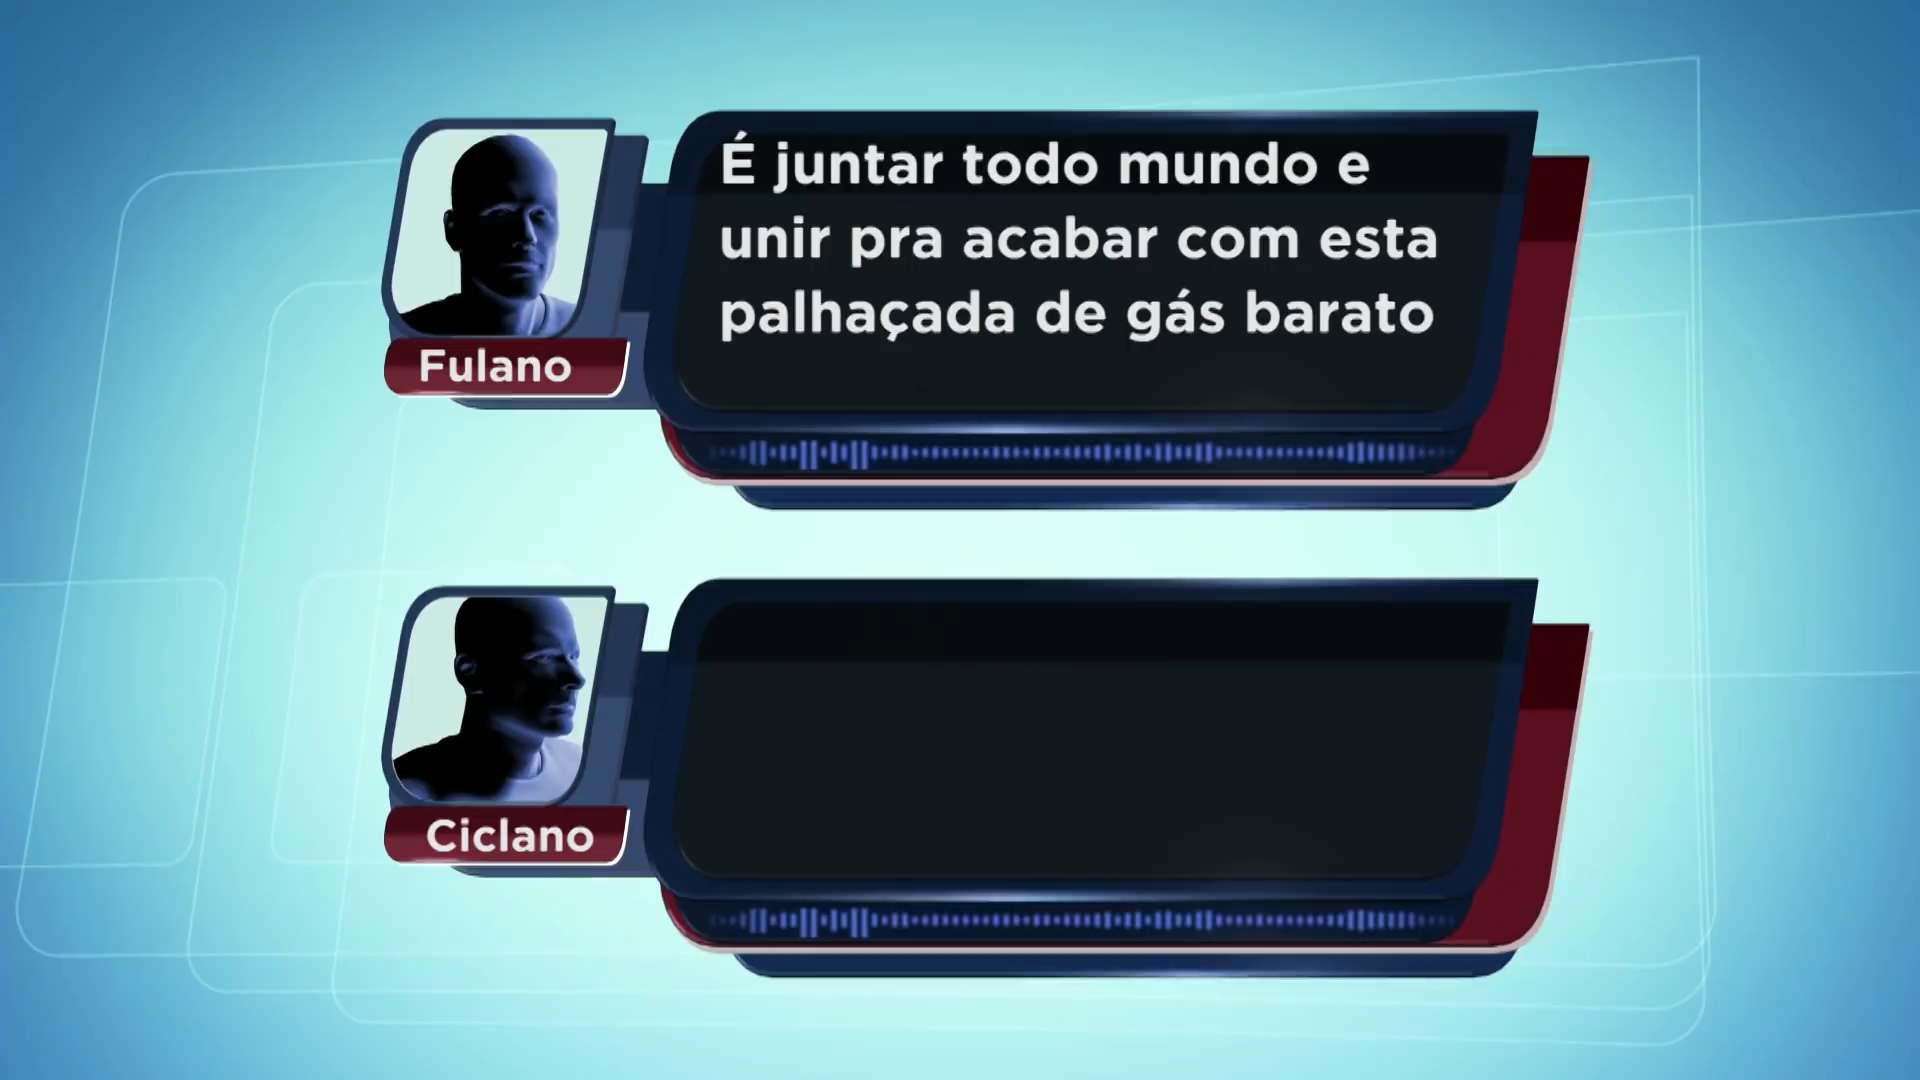 É juntar todo mundo e
unir pra acabar com esta
palhaçada de gás barato
Fulano
Ciclano